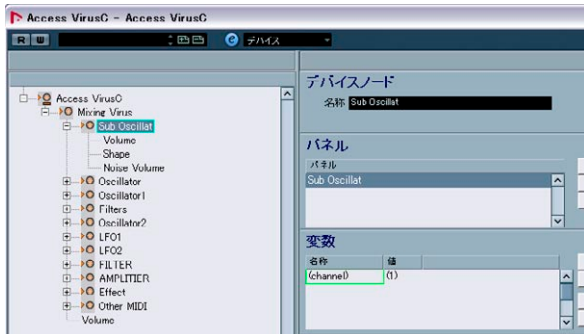 Access VirusC - Access VirusC
R W デバイス
Access VirusC
Mixing Virus
Sub Oscillat
Volume
Shape
Noise Volume
Oscillator
Oscillator1
Filters
Oscillator2
LFO1
LFO2
FILTER
AMPLITIER
Effect
Other MIDI
Volume
デバイスノード
名称 Sub Oscillat
パネル
パネル
Sub Oscillat
変数
名称 値
(channel) (1)